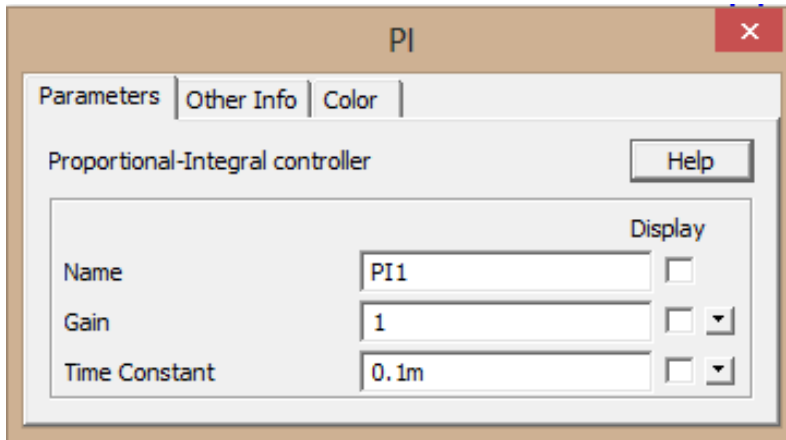 PI
Parameters Other Info Color
Proportional-Integral controller Help
Display
Name PI1
Gain 1
Time Constant 0.1m